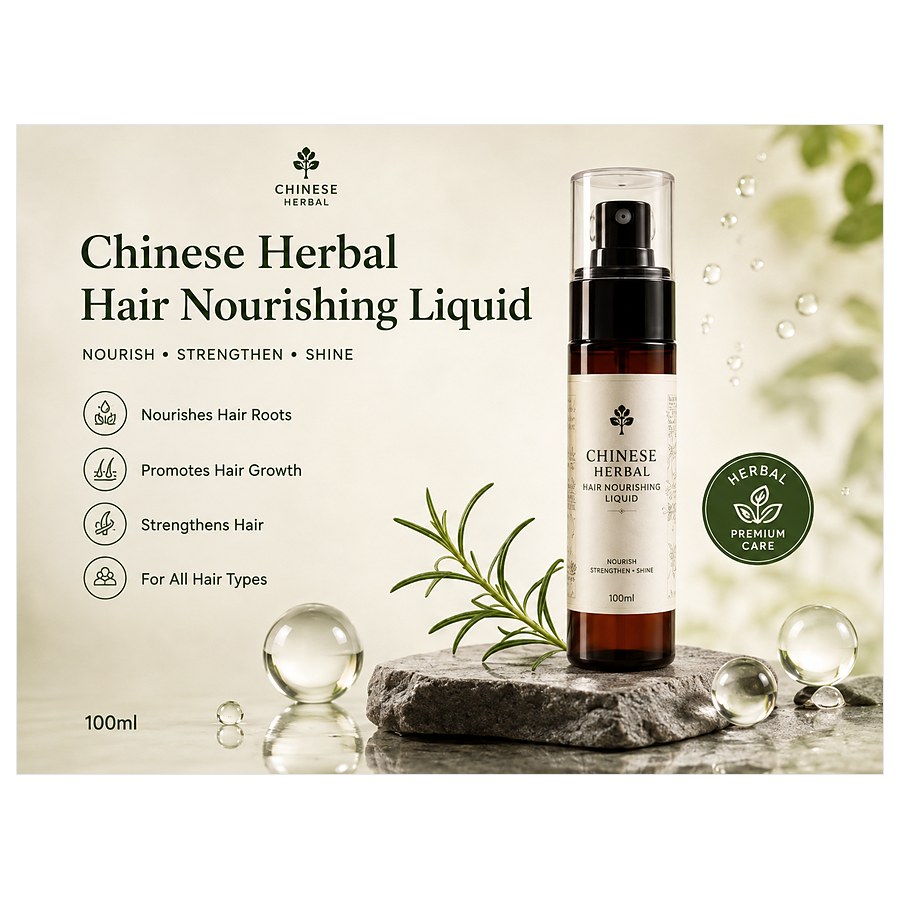 CHINESE
HERBAL
Chinese Herbal
Hair Nourishing Liquid
NOURISH • STRENGTHEN • SHINE
Nourishes Hair Roots
Promotes Hair Growth
Strengthens Hair
For All Hair Types
100ml
CHINESE
HERBAL
HAIR NOURISHING
LIQUID
NOURISH
STRENGTHEN • SHINE
100ml
HERBAL
PREMIUM
CARE